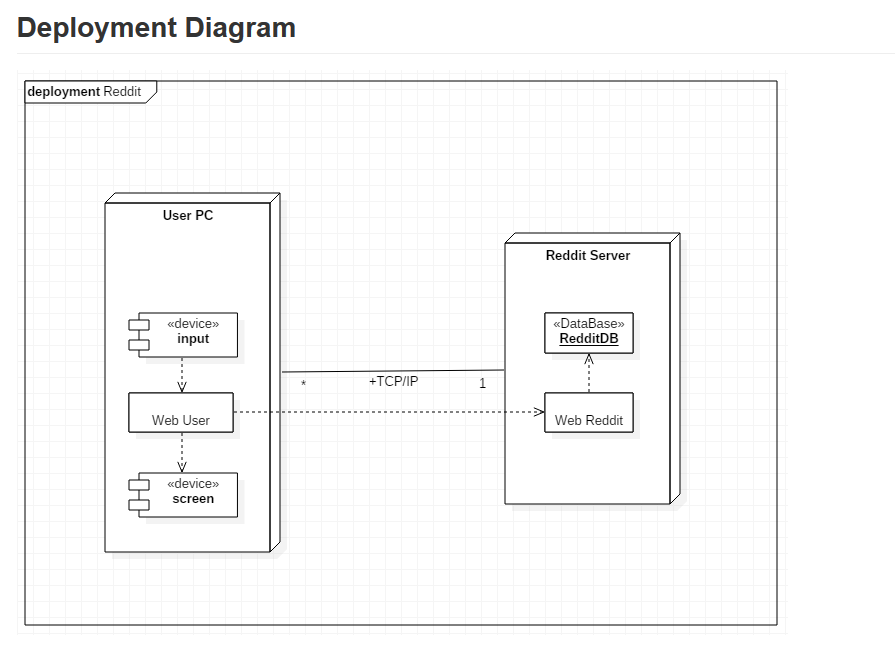 Deployment Diagram
deployment Reddit
User PC
«device»
input
Web User
«device»
screen
* +TCP/IP 1
Reddit Server
«DataBase»
RedditDB
Web Reddit